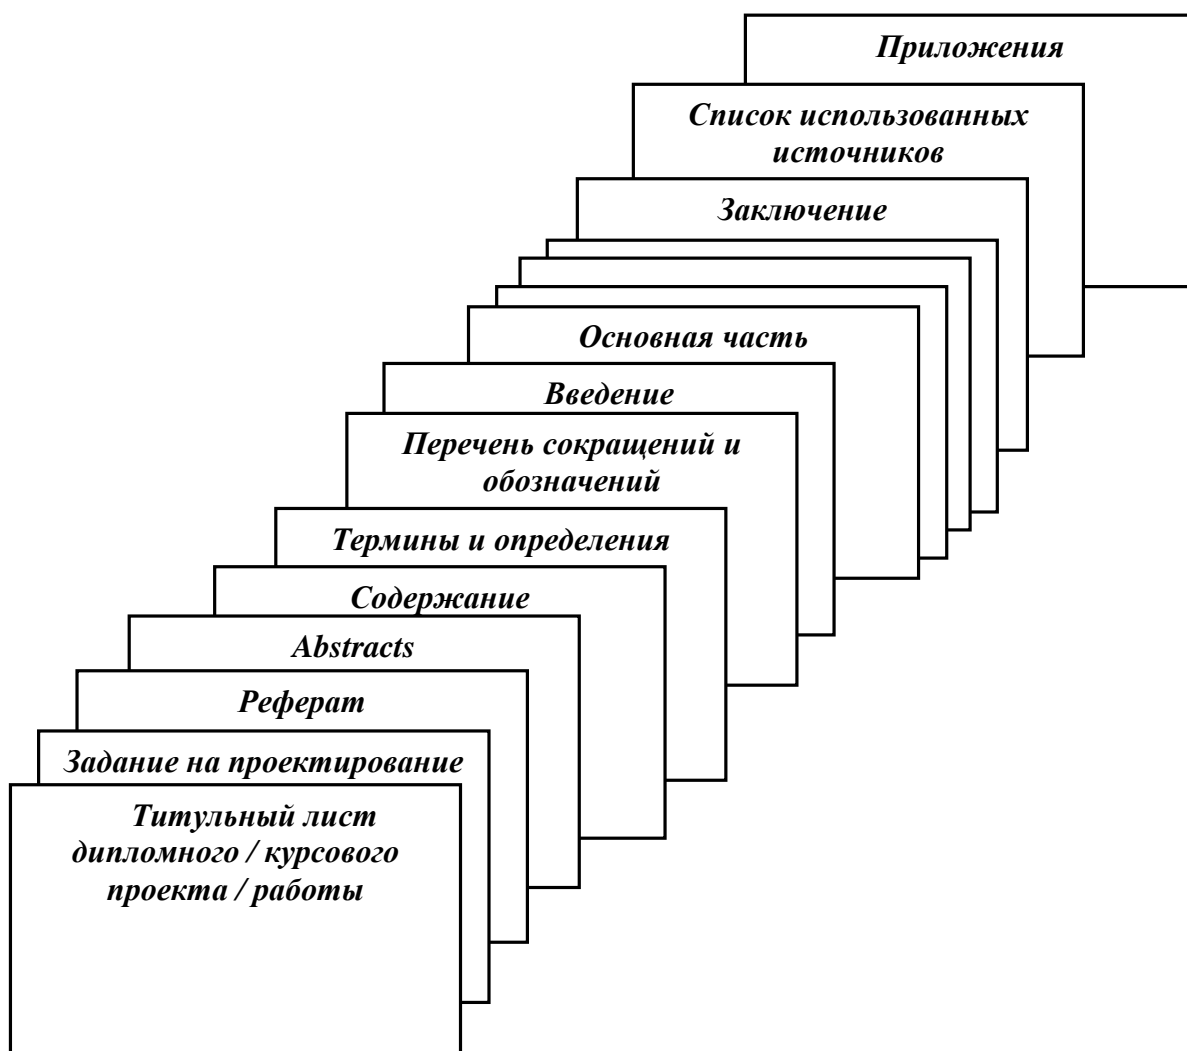 Приложения
Список использованных
источников
Заключение
Основная часть
Введение
Перечень сокращений и
обозначений
Термины и определения
Содержание
Abstracts
Реферат
Задание на проектирование
Титульный лист
дипломного / курсового
проекта / работы